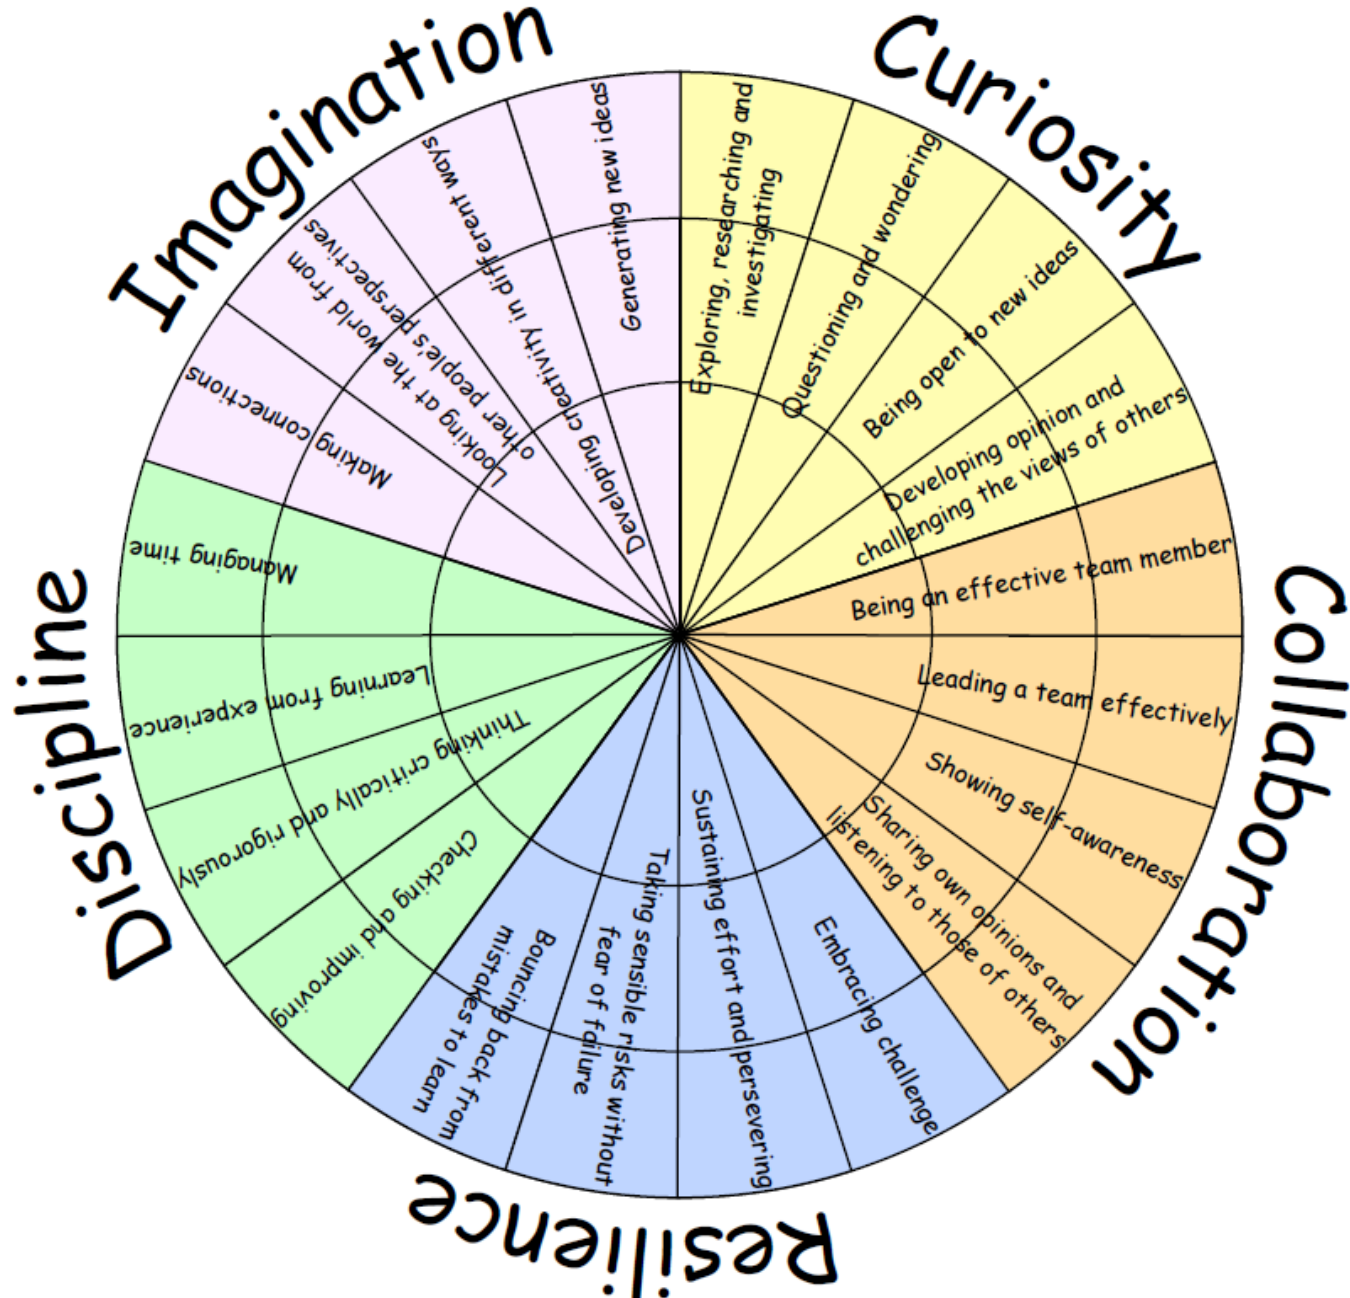 Curiosity
Exploring, researching and
investigating
Questioning and wondering
Being open to new ideas
Developing opinion and
challenging the views of others
Collaboration
Being an effective team member
Leading a team effectively
Showing self-awareness
Sharing own opinions and
listening to those of others
Resilience
Embracing challenge
Sustaining effort and persevering
Taking sensible risks without
fear of failure
Bouncing back from
mistakes to learn
Discipline
Checking and improving
Thinking critically and rigorously
Learning from experience
Managing time
Imagination
Making connections
Looking at the world from
other people's perspectives
Developing creativity in different ways
Generating new ideas